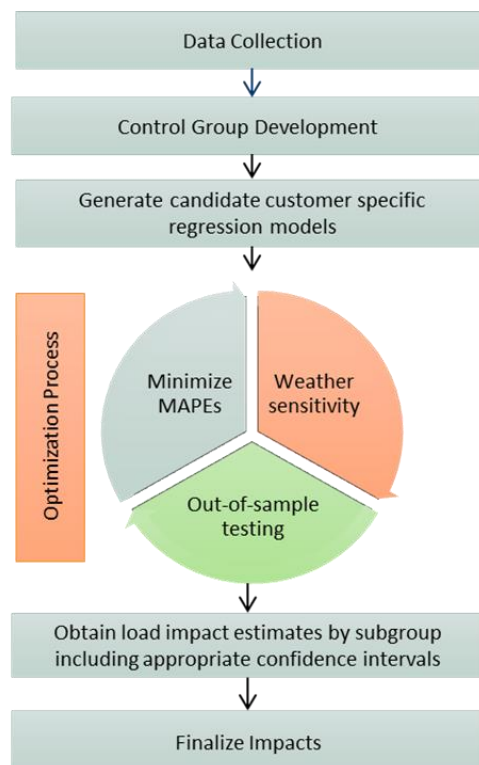 Data Collection
Control Group Development
Generate candidate customer specific
regression models
Optimization Process
Minimize
MAPEs
Weather
sensitivity
Out-of-sample
testing
Obtain load impact estimates by subgroup
including appropriate confidence intervals
Finalize Impacts